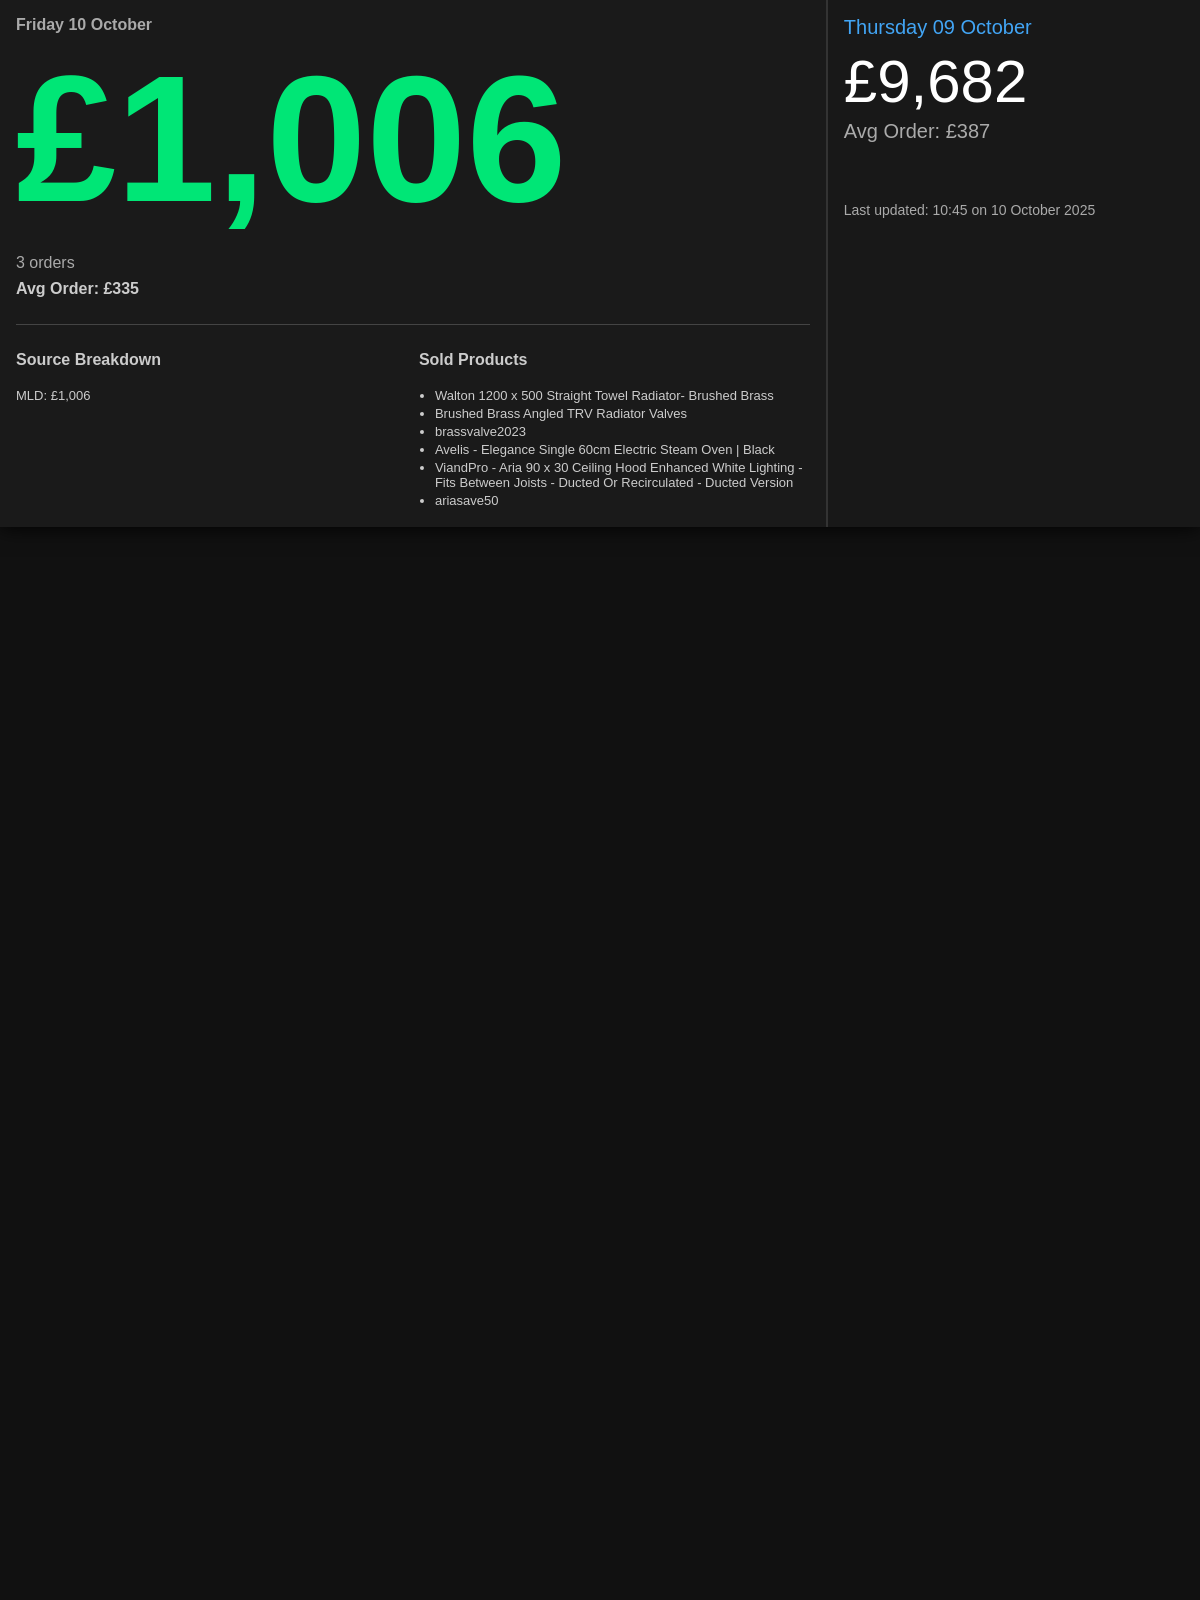 Friday 10 October
£1,006
3 orders
Avg Order: £335
Source Breakdown
MLD: £1,006
Sold Products
• Walton 1200 x 500 Straight Towel Radiator- Brushed Brass
• Brushed Brass Angled TRV Radiator Valves
• brassvalve2023
• Avelis - Elegance Single 60cm Electric Steam Oven | Black
• ViandPro - Aria 90 x 30 Ceiling Hood Enhanced White Lighting -
Fits Between Joists - Ducted Or Recirculated - Ducted Version
• ariasave50
Thursday 09 October
£9,682
Avg Order: £387
Last updated: 10:45 on 10 October 2025